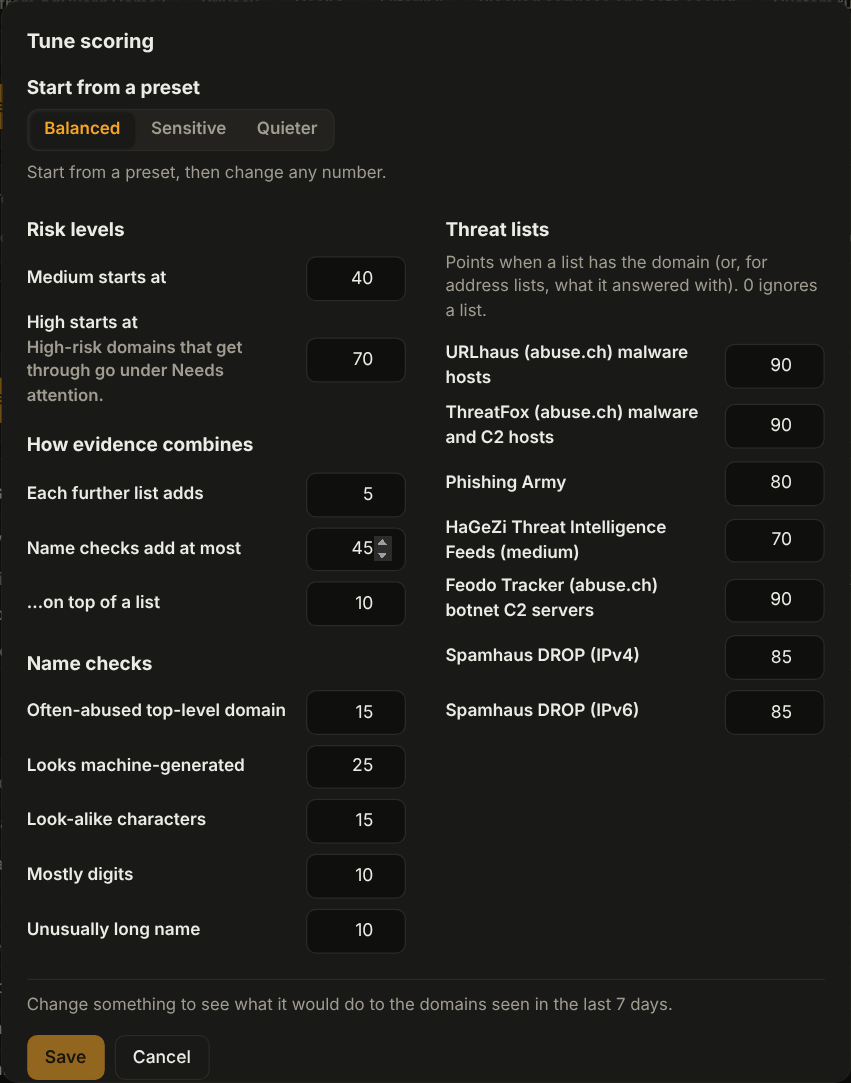 Tune scoring
Start from a preset
Balanced Sensitive Quieter
Start from a preset, then change any number.
Risk levels
Medium starts at 40
High starts at
High-risk domains that get
through go under Needs
attention.
70
How evidence combines
Each further list adds 5
Name checks add at most 45
...on top of a list 10
Name checks
Often-abused top-level domain 15
Looks machine-generated 25
Look-alike characters 15
Mostly digits 10
Unusually long name 10
Threat lists
Points when a list has the domain (or, for
address lists, what it answered with). 0 ignores
a list.
URLhaus (abuse.ch) malware
hosts
90
ThreatFox (abuse.ch) malware
and C2 hosts
90
Phishing Army 80
HaGeZi Threat Intelligence
Feeds (medium)
70
Feodo Tracker (abuse.ch)
botnet C2 servers
90
Spamhaus DROP (IPv4) 85
Spamhaus DROP (IPv6) 85
Change something to see what it would do to the domains seen in the last 7 days.
Save Cancel